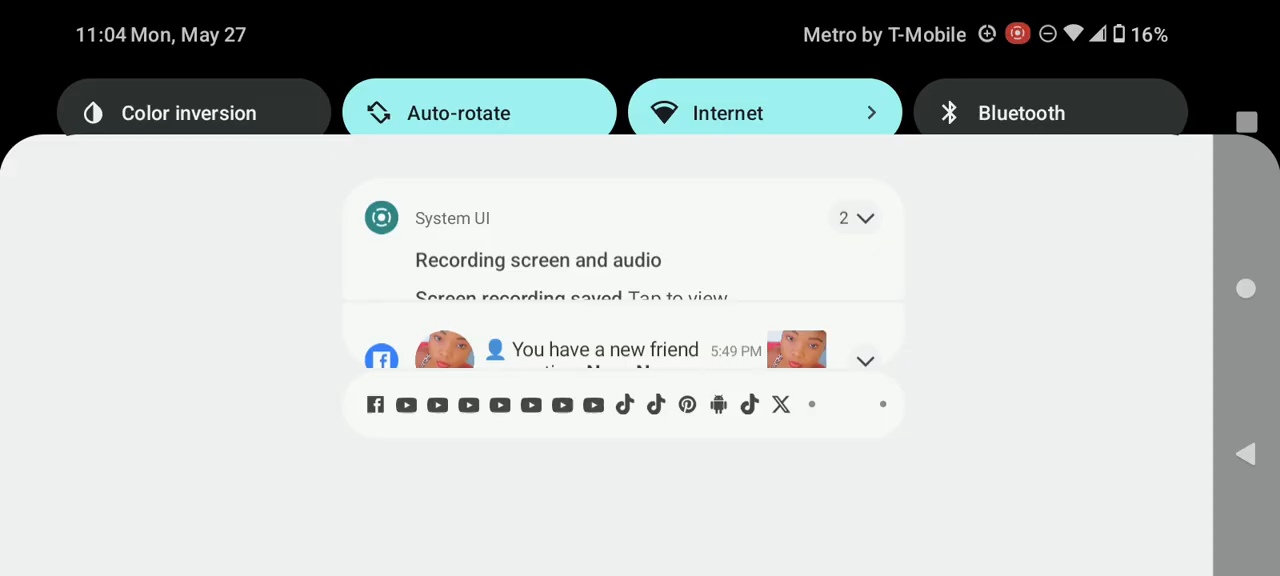 11:04 Mon, May 27
Metro by T-Mobile 16%
Color inversion
Auto-rotate
Internet
Bluetooth
System UI
2
Recording screen and audio
Screen recording saved Tap to view
You have a new friend 5:49 PM